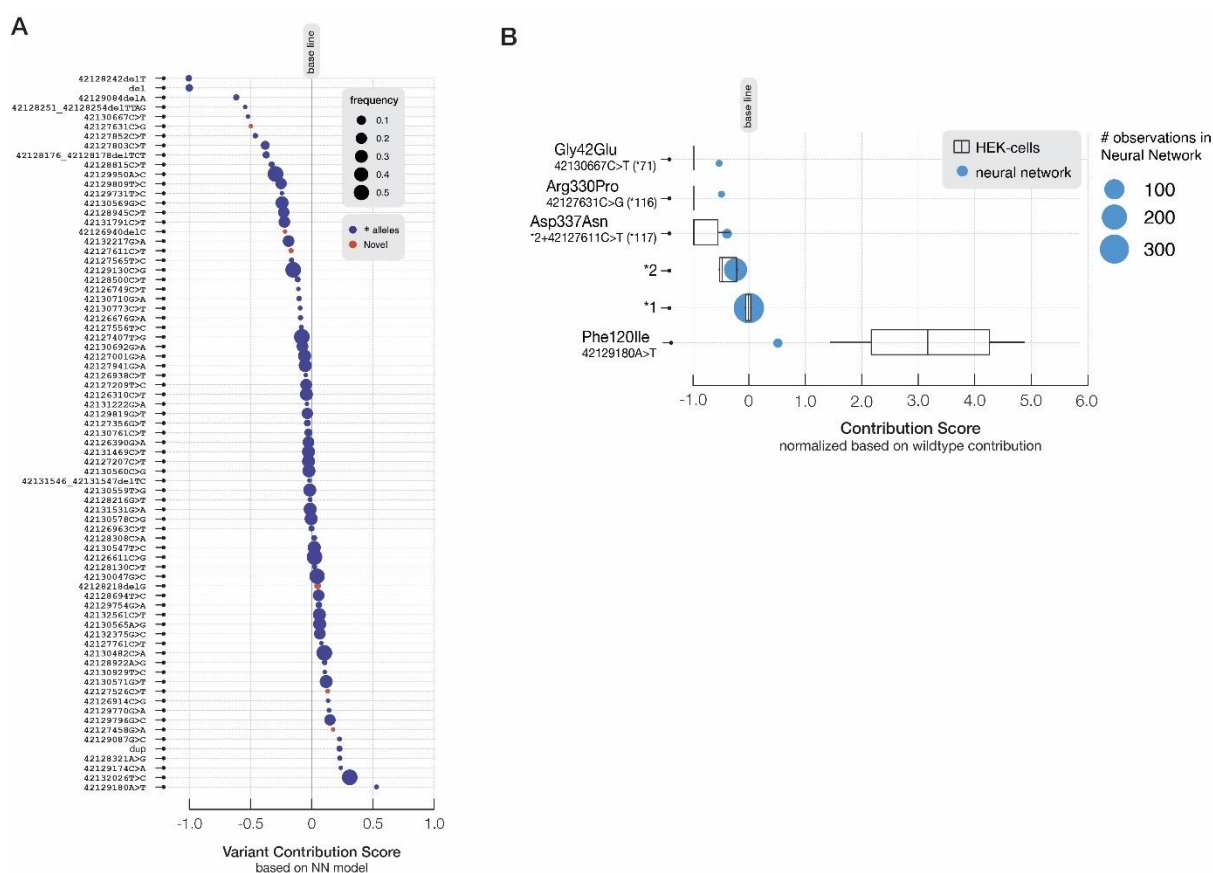 A
base line
42128242delT
del
42129084delA
42128251_42128254delTTAG
42130667C>T
42127631C>G
42127852C>T
42127803C>T
42128176_42128178delTCT
42128815C>T
42129950A>C
42129809T>C
42129731T>C
42130569G>C
42128945C>T
42131791C>T
42126940delC
42132217G>A
42127611C>T
42127565T>C
42129130C>G
42128500C>T
42126749C>T
42130710G>A
42130773C>T
42126676G>A
42127556T>C
42127407T>G
42130692G>A
42127001G>A
42127941G>A
42126938C>T
42127209T>C
42126310C>T
42131222G>A
42129819G>T
42127356G>T
42130761C>T
42126390G>A
42131469C>T
42127207C>T
42130560C>G
42131546_42131547delTC
42130559T>G
42128216G>T
42131531G>A
42130578C>G
42126963C>T
42128308C>A
42130547T>C
42126611C>G
42128130C>T
42130047G>C
42128218delG
42128694T>C
42129754G>A
42132561C>T
42130565A>G
42132375G>C
42127761C>T
42130482C>A
42128922A>G
42130929T>C
42130571G>T
42127526C>T
42126914C>G
42129770G>A
42129796G>C
42127458G>A
42129087G>C
dup
42128321A>G
42129174C>A
42132026T>C
42129180A>T
frequency
0.1
0.2
0.3
0.4
0.5
* alleles
Novel
-1.0 -0.5 0 0.5 1.0
Variant Contribution Score
based on NN model
B
base line
Gly42Glu
42130667C>T (*71)
Arg330Pro
42127631C>G (*116)
Asp337Asn
*2+42127611C>T (*117)
*2
*1
Phe120Ile
42129180A>T
HEK-cells
neural network
# observations in
Neural Network
100
200
300
-1.0 0 1.0 2.0 3.0 4.0 5.0 6.0
Contribution Score
normalized based on wildtype contribution